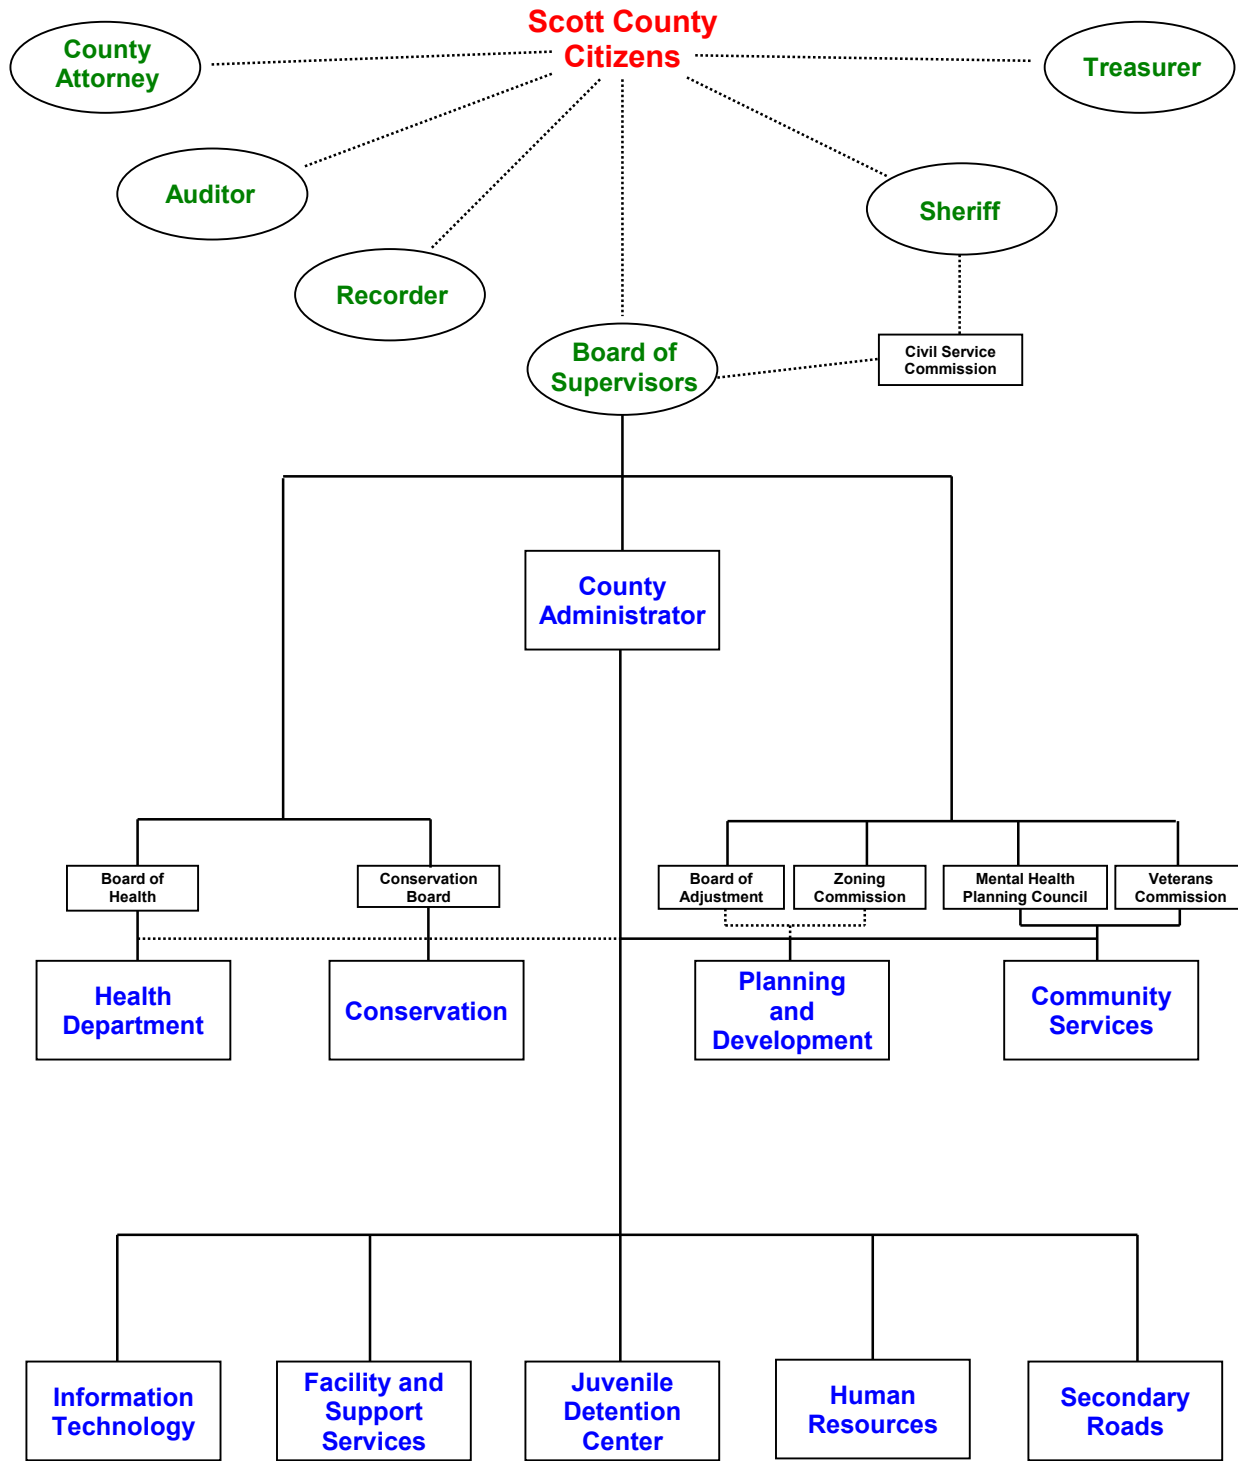 Scott County
Citizens
County
Attorney
Treasurer
Auditor
Sheriff
Recorder
Board of
Supervisors
Civil Service
Commission
County
Administrator
Board of
Health
Conservation
Board
Board of
Adjustment
Zoning
Commission
Mental Health
Planning Council
Veterans
Commission
Health
Department
Conservation
Planning
and
Development
Community
Services
Information
Technology
Facility and
Support
Services
Juvenile
Detention
Center
Human
Resources
Secondary
Roads